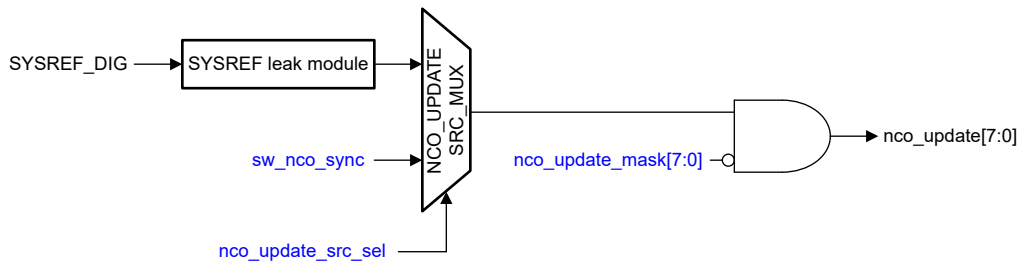 SYSREF_DIG
SYSREF leak module
NCO_UPDATE
SRC_MUX
sw_nco_sync
nco_update_mask[7:0]
nco_update[7:0]
nco_update_src_sel